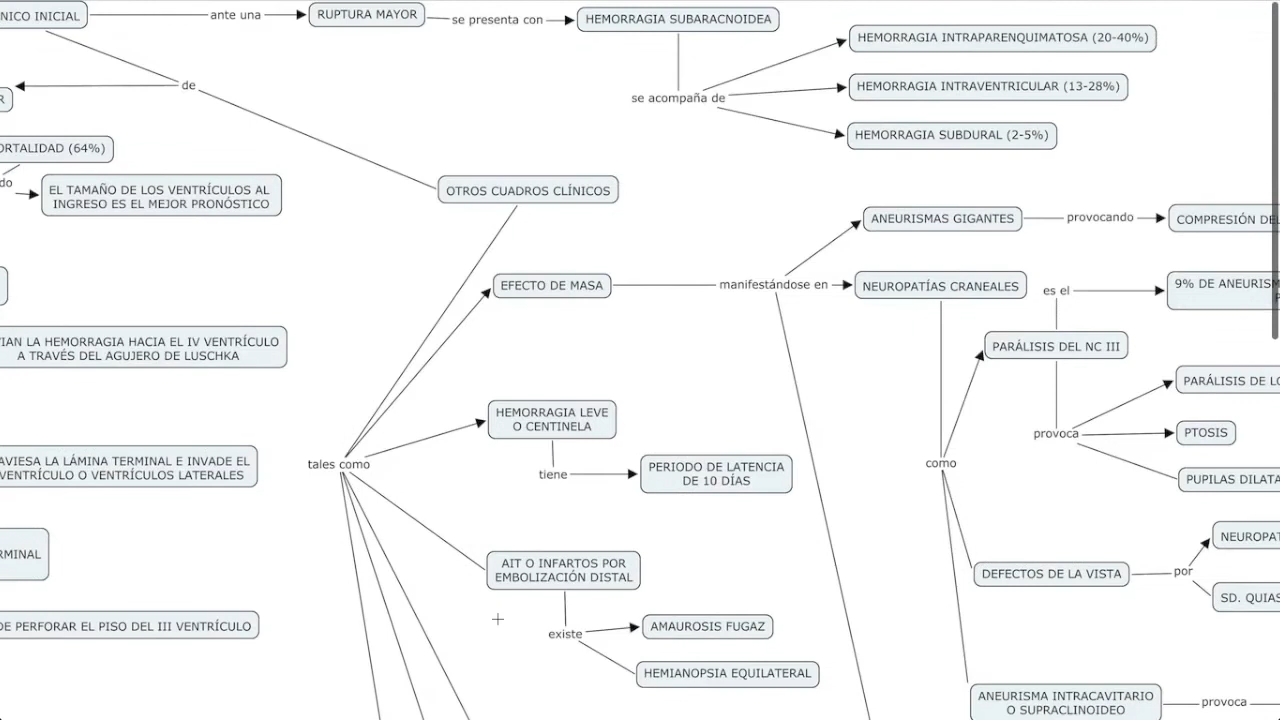 NICO INICIAL
ante una
RUPTURA MAYOR
se presenta con
HEMORRAGIA SUBARACNOIDEA
HEMORRAGIA INTRAPARENQUIMATOSA (20-40%)
HEMORRAGIA INTRAVENTRICULAR (13-28%)
se acompaña de
HEMORRAGIA SUBDURAL (2-5%)
de
R
ORTALIDAD (64%)
do
EL TAMAÑO DE LOS VENTRÍCULOS AL
INGRESO ES EL MEJOR PRONÓSTICO
OTROS CUADROS CLÍNICOS
ANEURISMAS GIGANTES
provocando
COMPRESIÓN DEL
EFECTO DE MASA
manifestándose en
NEUROPATÍAS CRANEALES
es el
9% DE ANEURISM
P
VIAN LA HEMORRAGIA HACIA EL IV VENTRÍCULO
A TRAVÉS DEL AGUJERO DE LUSCHKA
PARÁLISIS DEL NC III
PARÁLISIS DE LO
HEMORRAGIA LEVE
O CENTINELA
provoca
PTOSIS
tales como
tiene
PERIODO DE LATENCIA
DE 10 DÍAS
como
PUPILAS DILATA
AVIESA LA LÁMINA TERMINAL E INVADE EL
VENTRÍCULO O VENTRÍCULOS LATERALES
RMINAL
NEUROPAT
AIT O INFARTOS POR
EMBOLIZACIÓN DISTAL
DEFECTOS DE LA VISTA
por
SD. QUIAS
DE PERFORAR EL PISO DEL III VENTRÍCULO
existe
AMAUROSIS FUGAZ
HEMIANOPSIA EQUILATERAL
ANEURISMA INTRACAVITARIO
O SUPRACLINOIDEO
provoca